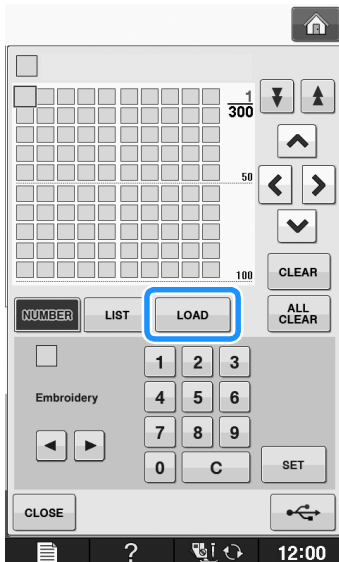 1
300
50
100
CLEAR
NUMBER LIST LOAD ALL CLEAR
1 2 3
Embroidery 4 5 6
7 8 9
0 C SET
CLOSE
? 12:00